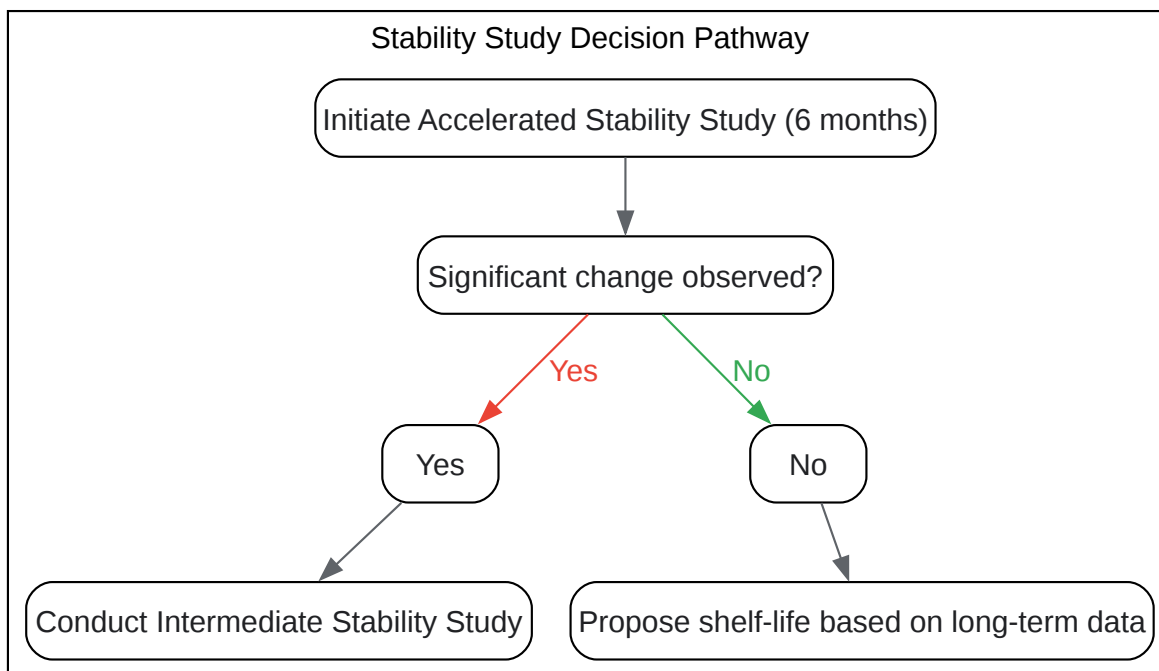 Stability Study Decision Pathway
Initiate Accelerated Stability Study (6 months)
Significant change observed?
Yes
No
Yes
No
Conduct Intermediate Stability Study
Propose shelf-life based on long-term data